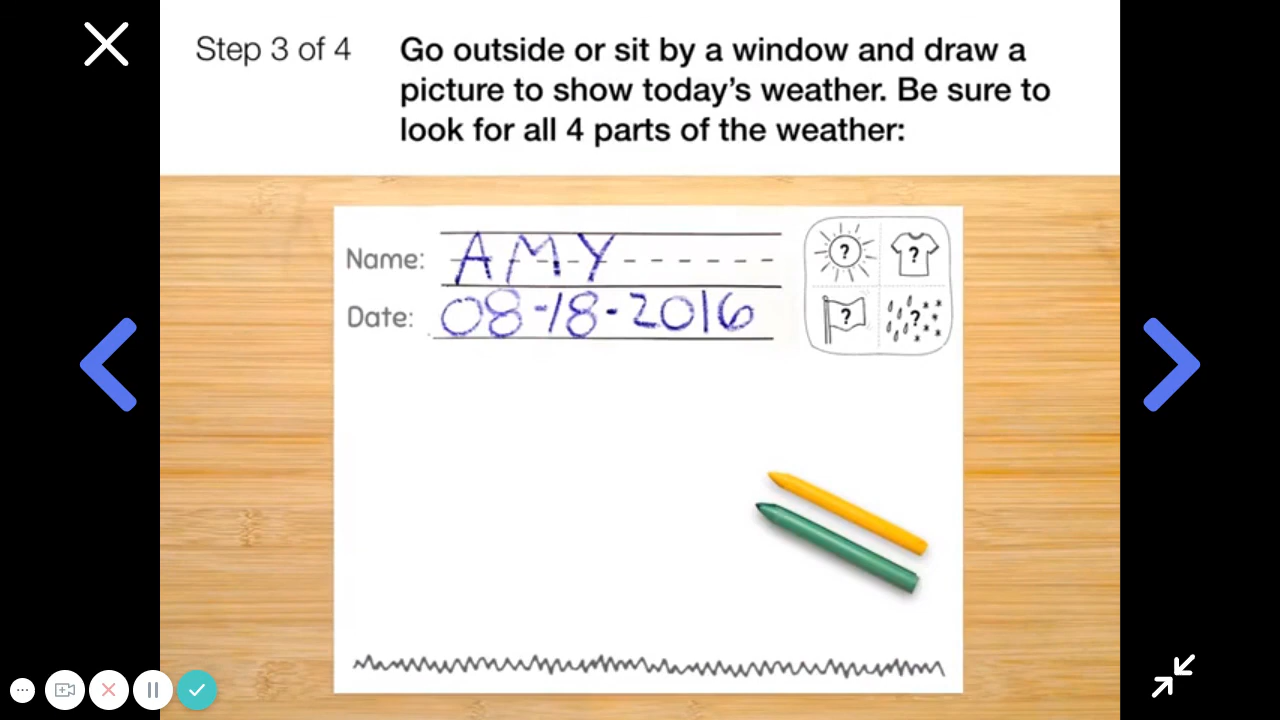 Step 3 of 4
Go outside or sit by a window and draw a
picture to show today's weather. Be sure to
look for all 4 parts of the weather:
Name: AMY
Date: 08-18-2016
? ?
? ?